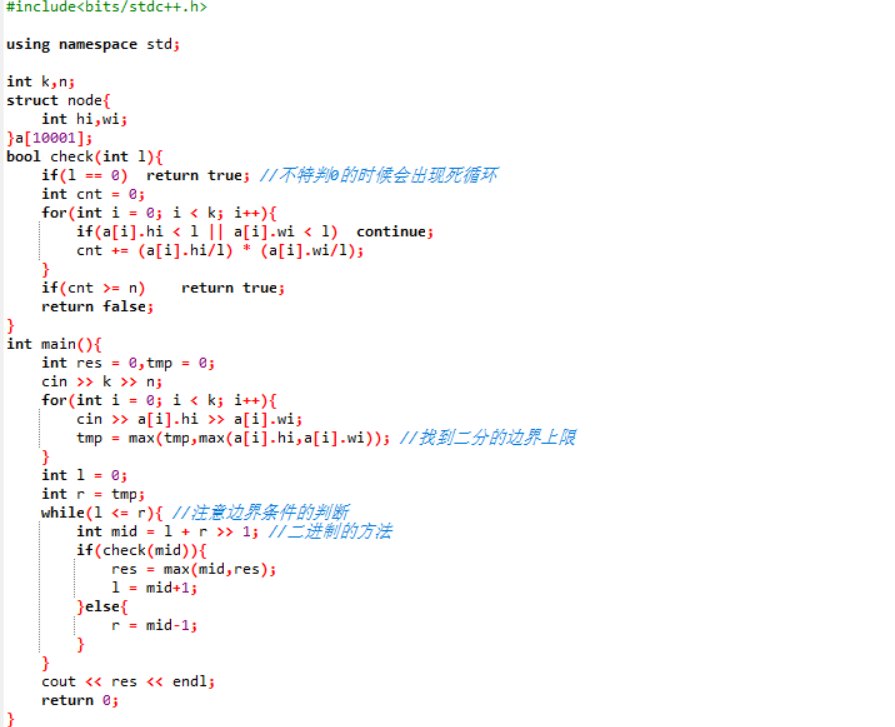 #include<bits/stdc++.h>
using namespace std;
int k,n;
struct node{
    int hi,wi;
}a[10001];
bool check(int l){
    if(l == 0)  return true; //不特判0的时候会出现死循环
    int cnt = 0;
    for(int i = 0; i < k; i++){
        if(a[i].hi < l || a[i].wi < l)  continue;
        cnt += (a[i].hi/l) * (a[i].wi/l);
    }
    if(cnt >= n)    return true;
    return false;
}
int main(){
    int res = 0,tmp = 0;
    cin >> k >> n;
    for(int i = 0; i < k; i++){
        cin >> a[i].hi >> a[i].wi;
        tmp = max(tmp,max(a[i].hi,a[i].wi)); //找到二分的边界上限
    }
    int l = 0;
    int r = tmp;
    while(l <= r){ //注意边界条件的判断
        int mid = l + r >> 1; //二进制的方法
        if(check(mid)){
            res = max(mid,res);
            l = mid+1;
        }else{
            r = mid-1;
        }
    }
    cout << res << endl;
    return 0;
}